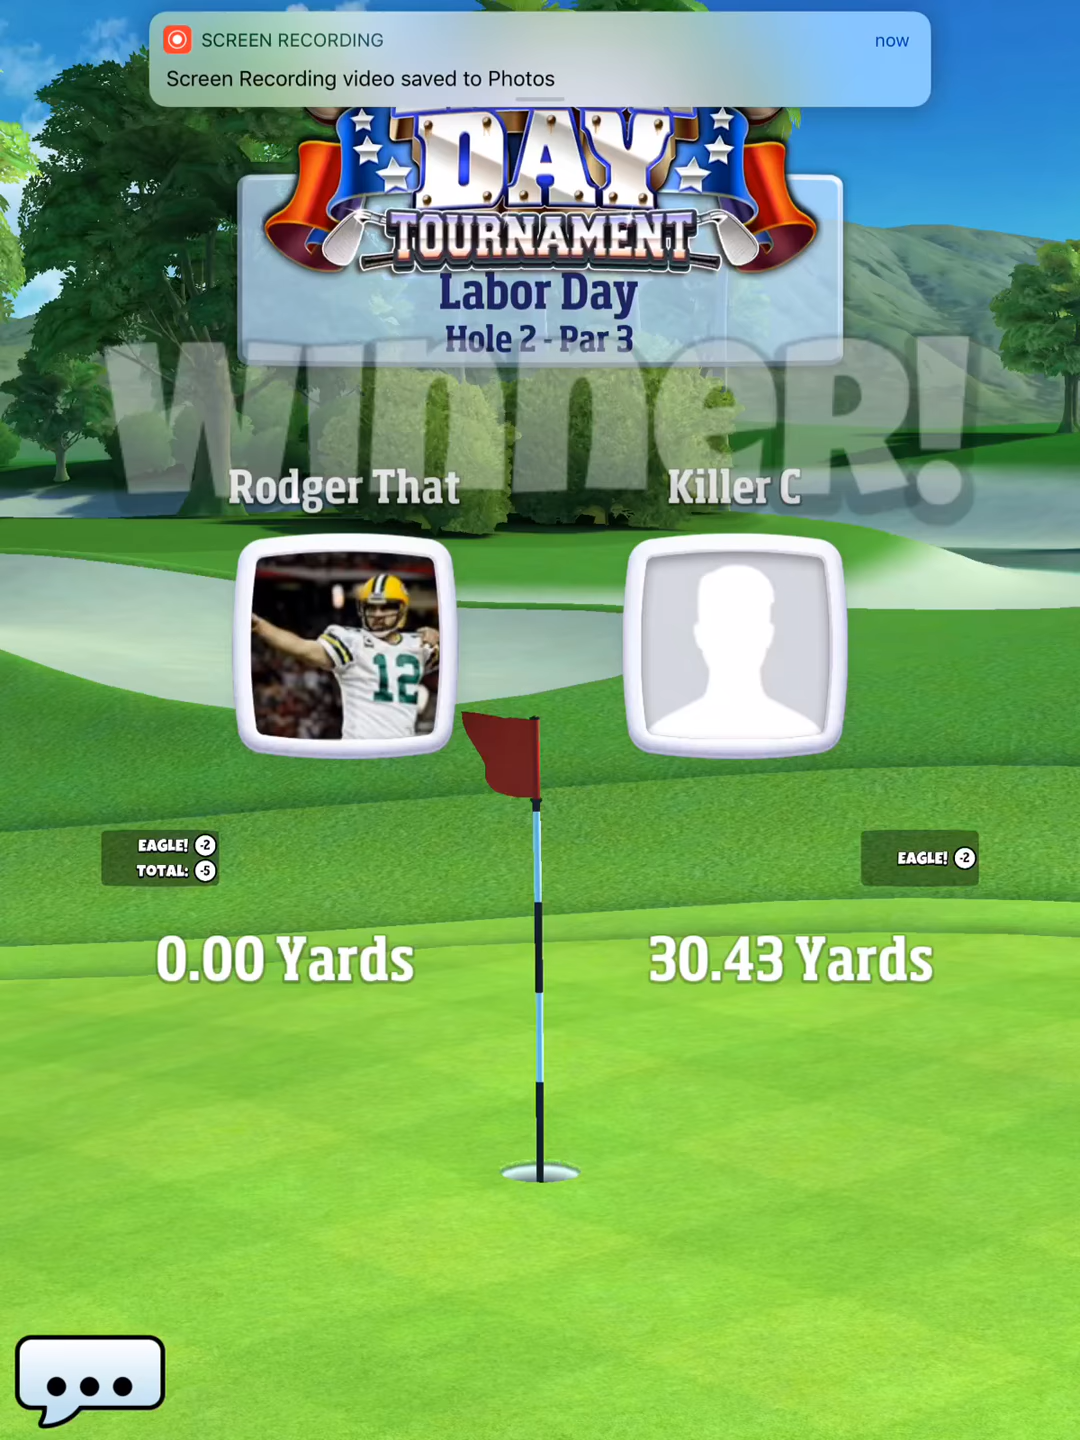 SCREEN RECORDING
now
Screen Recording video saved to Photos
DAY
TOURNAMENT
Labor Day
Hole 2 - Par 3
WINNER!
Rodger That
Killer C
12
EAGLE! -2
TOTAL: -5
EAGLE! -2
0.00 Yards
30.43 Yards